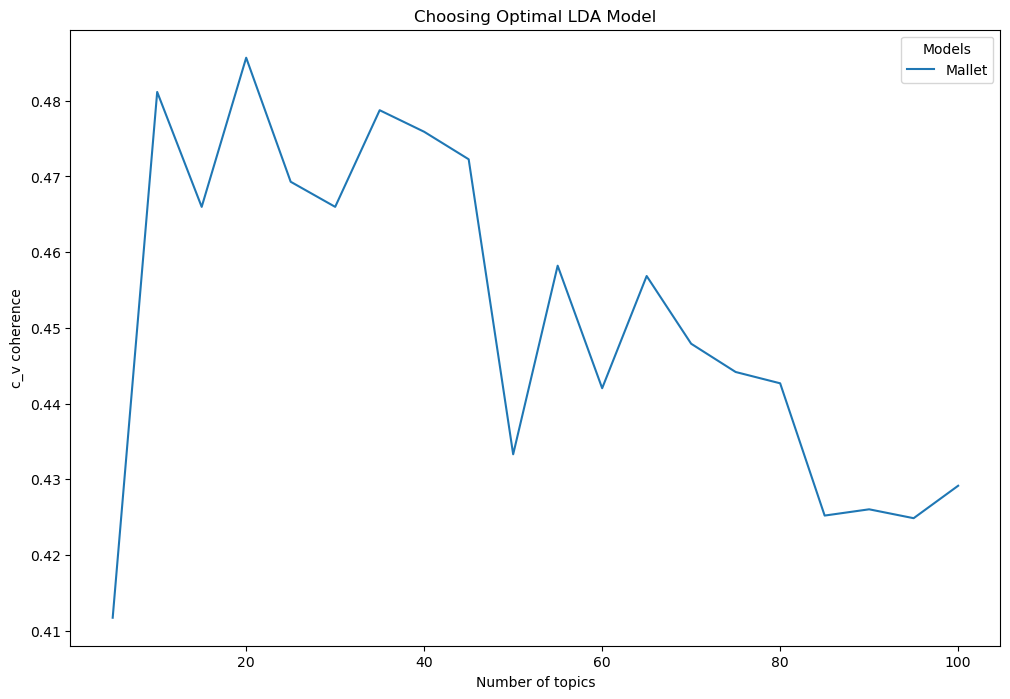 Choosing Optimal LDA Model
Models
Mallet
0.48
0.47
0.46
0.45
0.44
0.43
0.42
0.41
c_v coherence
20 40 60 80 100
Number of topics